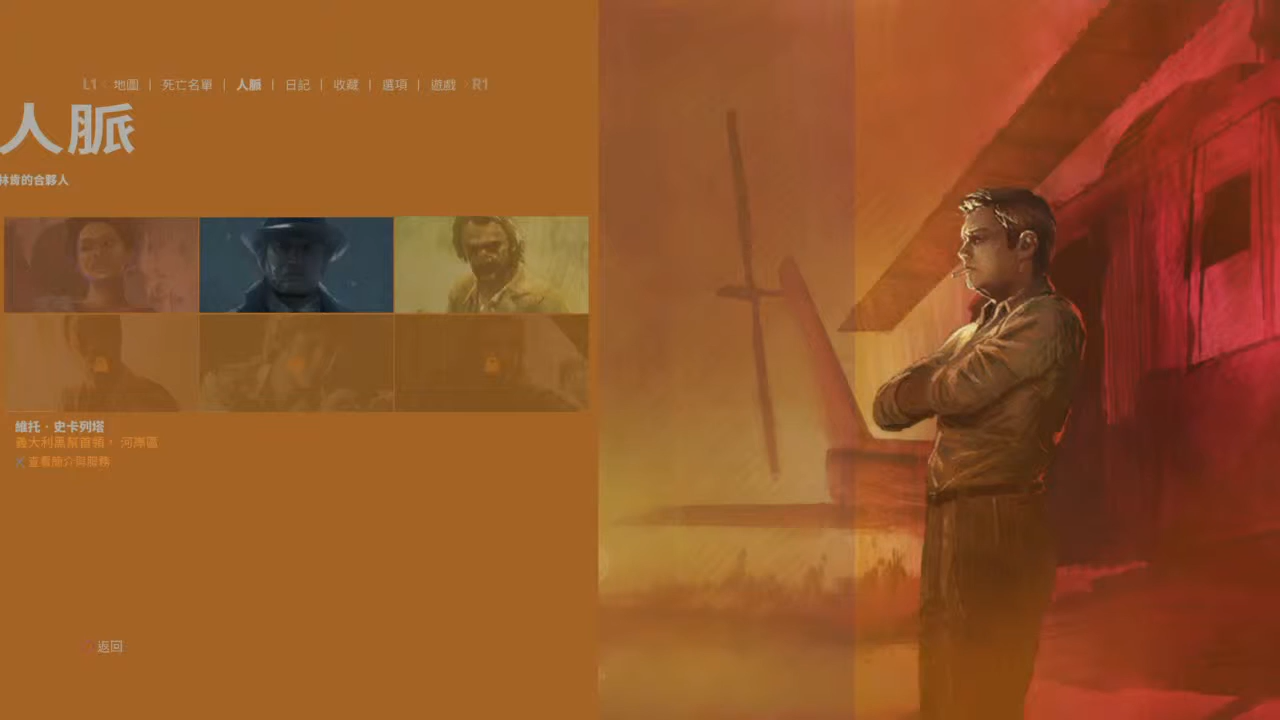 L1 地圖 | 死亡名單 | 人脈 | 日記 | 收藏 | 選項 | 遊戲 R1
人脈
林肯的合夥人
維托·史卡列塔
義大利黑幫首領，河岸區
查看簡介與服務
返回